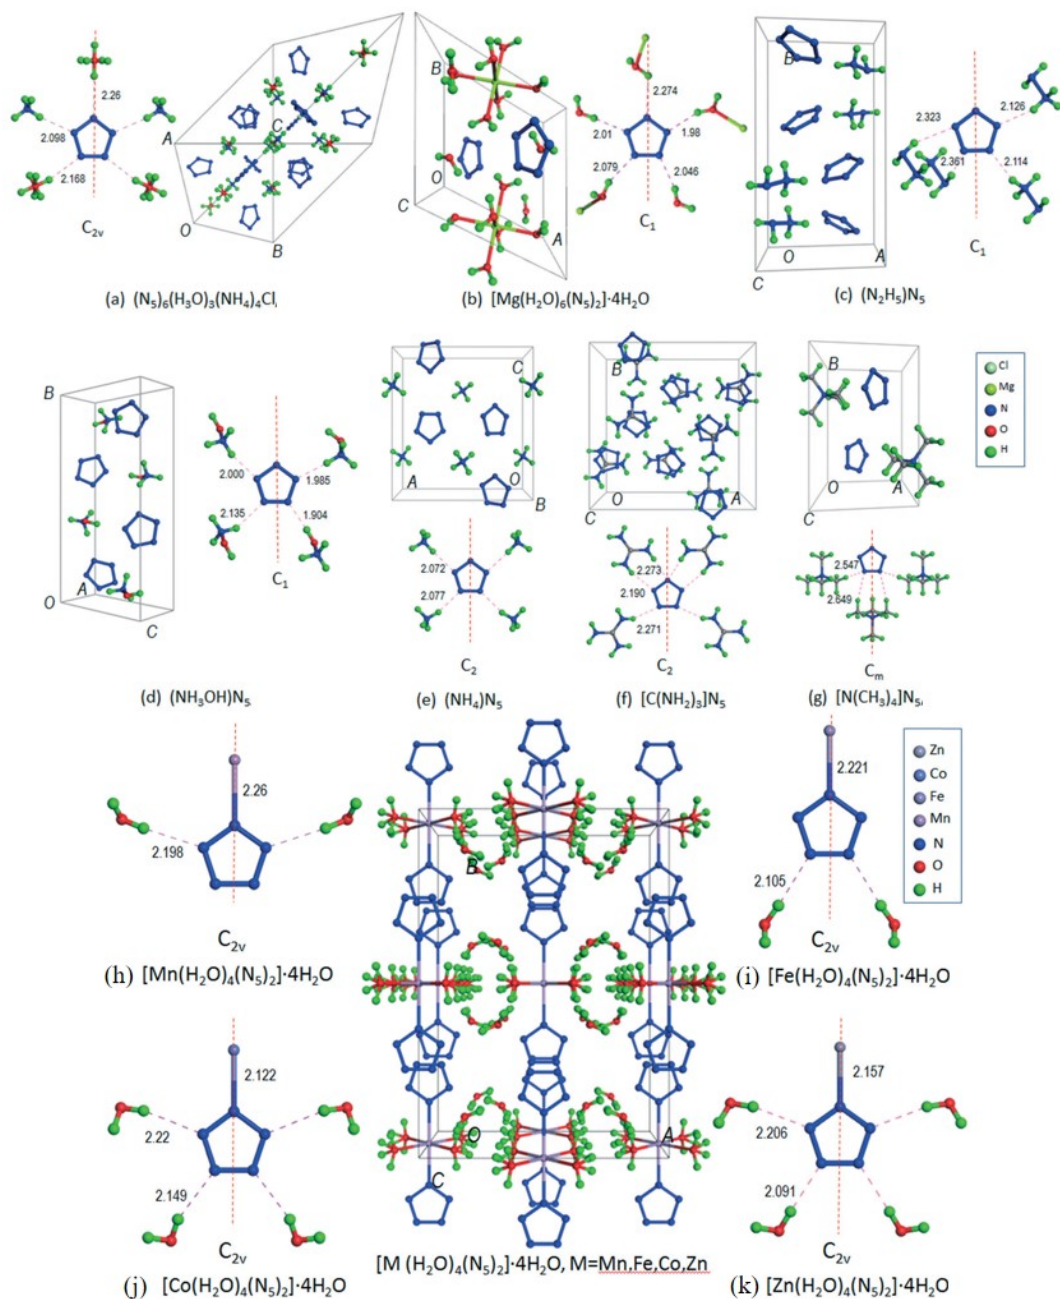 2.26
2.098
2.168
C2v
A
C
O
B
(a) (N5)6(H3O)3(NH4)4Cl
B
O
C
A
2.274
2.01
1.98
2.079
2.046
C1
(b) [Mg(H2O)6(N5)2]·4H2O
B
O
A
C
2.323
2.126
2.361
2.114
C1
(c) (N2H5)N5
B
A
O
C
2.000
1.985
2.135
1.904
C1
(d) (NH3OH)N5
C
A
O
B
2.072
2.077
C2
(e) (NH4)N5
B
O
A
C
2.273
2.190
2.271
C2
(f) [C(NH2)3]N5
B
O
A
C
2.547
2.649
Cm
(g) [N(CH3)4]N5
Cl
Mg
N
O
H
2.26
2.198
C2v
(h) [Mn(H2O)4(N5)2]·4H2O
B
O
A
C
[M (H2O)4(N5)2]·4H2O, M=Mn,Fe,Co,Zn
2.221
2.105
C2v
(i) [Fe(H2O)4(N5)2]·4H2O
Zn
Co
Fe
Mn
N
O
H
2.122
2.22
2.149
C2v
(j) [Co(H2O)4(N5)2]·4H2O
2.157
2.206
2.091
C2v
(k) [Zn(H2O)4(N5)2]·4H2O